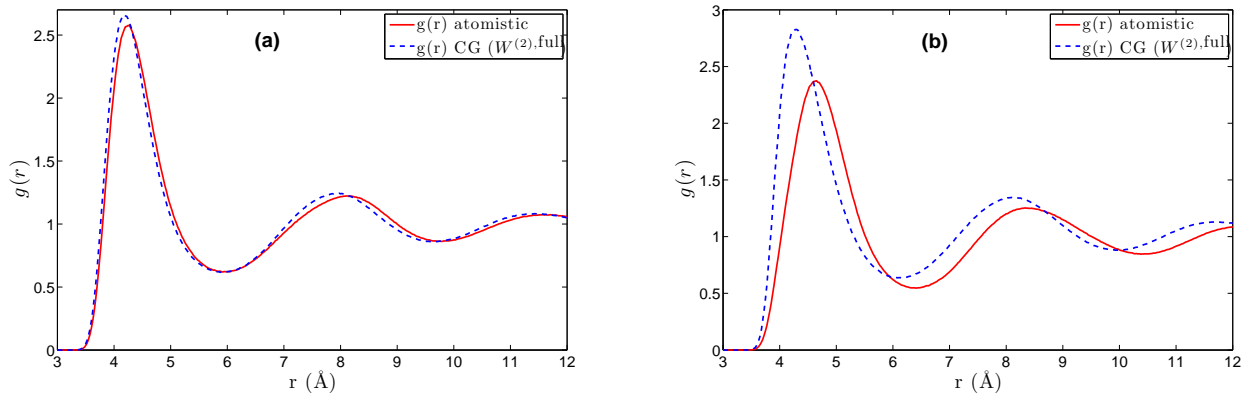 g(r) atomistic
g(r) CG (W^(2),full)
(a)
2.5
2
1.5
1
0.5
0
g(r)
3 4 5 6 7 8 9 10 11 12
r (Å)
g(r) atomistic
g(r) CG (W^(2),full)
(b)
3
2.5
2
1.5
1
0.5
0
g(r)
3 4 5 6 7 8 9 10 11 12
r (Å)